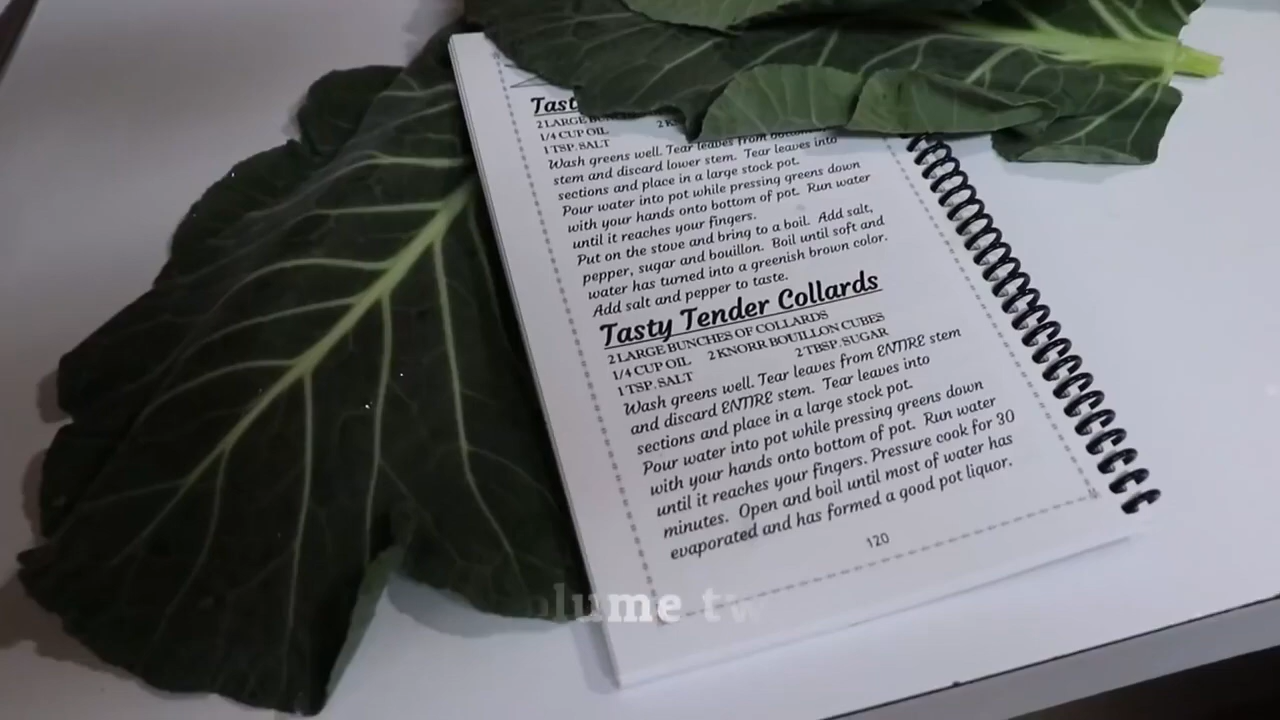 Tast
2 LARGE BUNCHES
1/4 CUP OIL
1 TSP. SALT
Wash greens well. Tear leaves from bottom
stem and discard lower stem. Tear leaves into
sections and place in a large stock pot.
Pour water into pot while pressing greens down
with your hands onto bottom of pot. Run water
until it reaches your fingers.
Put on the stove and bring to a boil. Add salt,
pepper, sugar and bouillon. Boil until soft and
water has turned into a greenish brown color.
Add salt and pepper to taste.
Tasty Tender Collards
2 LARGE BUNCHES OF COLLARDS
1/4 CUP OIL 2 KNORR BOUILLON CUBES
1 TSP. SALT 2 TBSP. SUGAR
Wash greens well. Tear leaves from ENTIRE stem
and discard ENTIRE stem. Tear leaves into
sections and place in a large stock pot.
Pour water into pot while pressing greens down
with your hands onto bottom of pot. Run water
until it reaches your fingers. Pressure cook for 30
minutes. Open and boil until most of water has
evaporated and has formed a good pot liquor.
120
olume tw